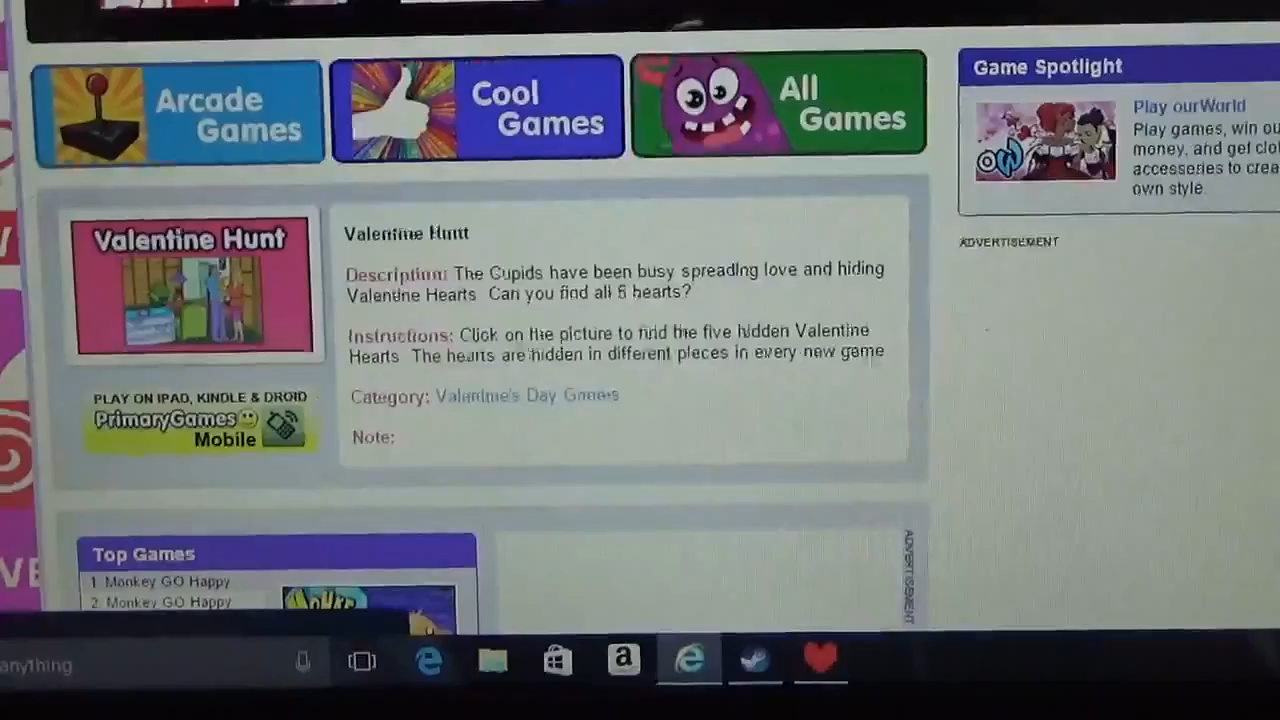 Arcade
Games
Cool
Games
All
Games
Game Spotlight
Play ourWorld
Play games, win ou
money, and get clot
accessories to crea
own style.
ADVERTISEMENT
Valentine Hunt
Valentine Hunt
Description: The Cupids have been busy spreading love and hiding
Valentine Hearts Can you find all 5 hearts?
Instructions: Click on the picture to find the five hidden Valentine
Hearts The hearts are hidden in different pieces in every new game
Category: Valentine's Day Games
Note:
PLAY ON IPAD, KINDLE & DROID
PrimaryGames
Mobile
Top Games
1. Monkey GO Happy
2. Monkey GO Happy
ADVERTISEMENT
anything
a
OW
VE